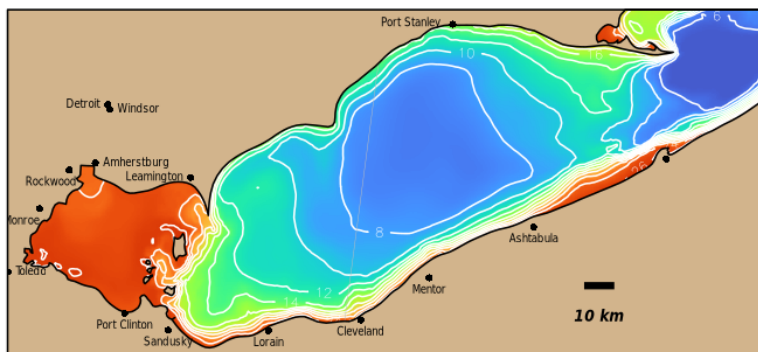 6
Port Stanley
10
16
Detroit
Windsor
Amherstburg
Rockwood
Leamington
26
Monroe
8
Ashtabula
Toledo
Mentor
12
14
10 km
Port Clinton
Cleveland
Sandusky
Lorain